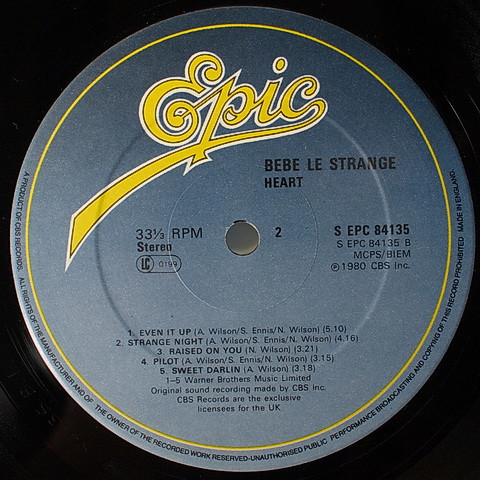 Epic
BEBE LE STRANGE
HEART
33⅓ RPM
Stereo
LC 0199
2
S EPC 84135
S EPC 84135 B
MCPS/BIEM
℗ 1980 CBS Inc.
1. EVEN IT UP (A. Wilson/S. Ennis/N. Wilson) (5.10)
2. STRANGE NIGHT (A. Wilson/S. Ennis/N. Wilson) (4.16)
3. RAISED ON YOU (N. Wilson) (3.21)
4. PILOT (A. Wilson/S. Ennis/N. Wilson) (3.15)
5. SWEET DARLIN (A. Wilson) (3.18)
1–5 Warner Brothers Music Limited
Original sound recording made by CBS Inc.
CBS Records are the exclusive
licensees for the UK
A PRODUCT OF CBS RECORDS. ALL RIGHTS OF THE MANUFACTURER AND OF THE OWNER OF THE RECORDED WORK RESERVED-UNAUTHORISED PUBLIC PERFORMANCE BROADCASTING AND COPYING OF THIS RECORD PROHIBITED MADE IN ENGLAND.